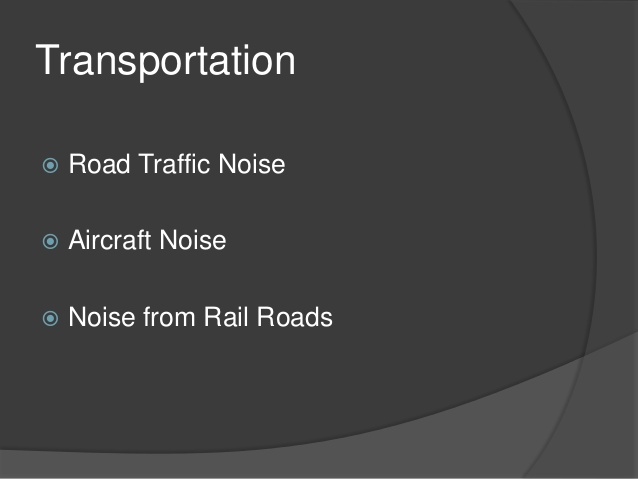 Transportation
Road Traffic Noise
Aircraft Noise
Noise from Rail Roads